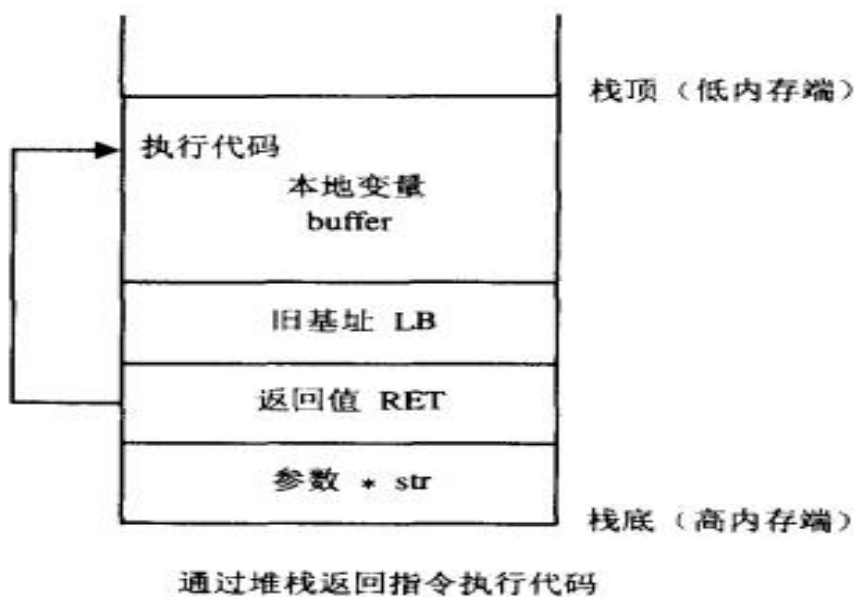 栈顶（低内存端）
执行代码
本地变量
buffer
旧基址 LB
返回值 RET
参数 * str
栈底（高内存端）
通过堆栈返回指令执行代码